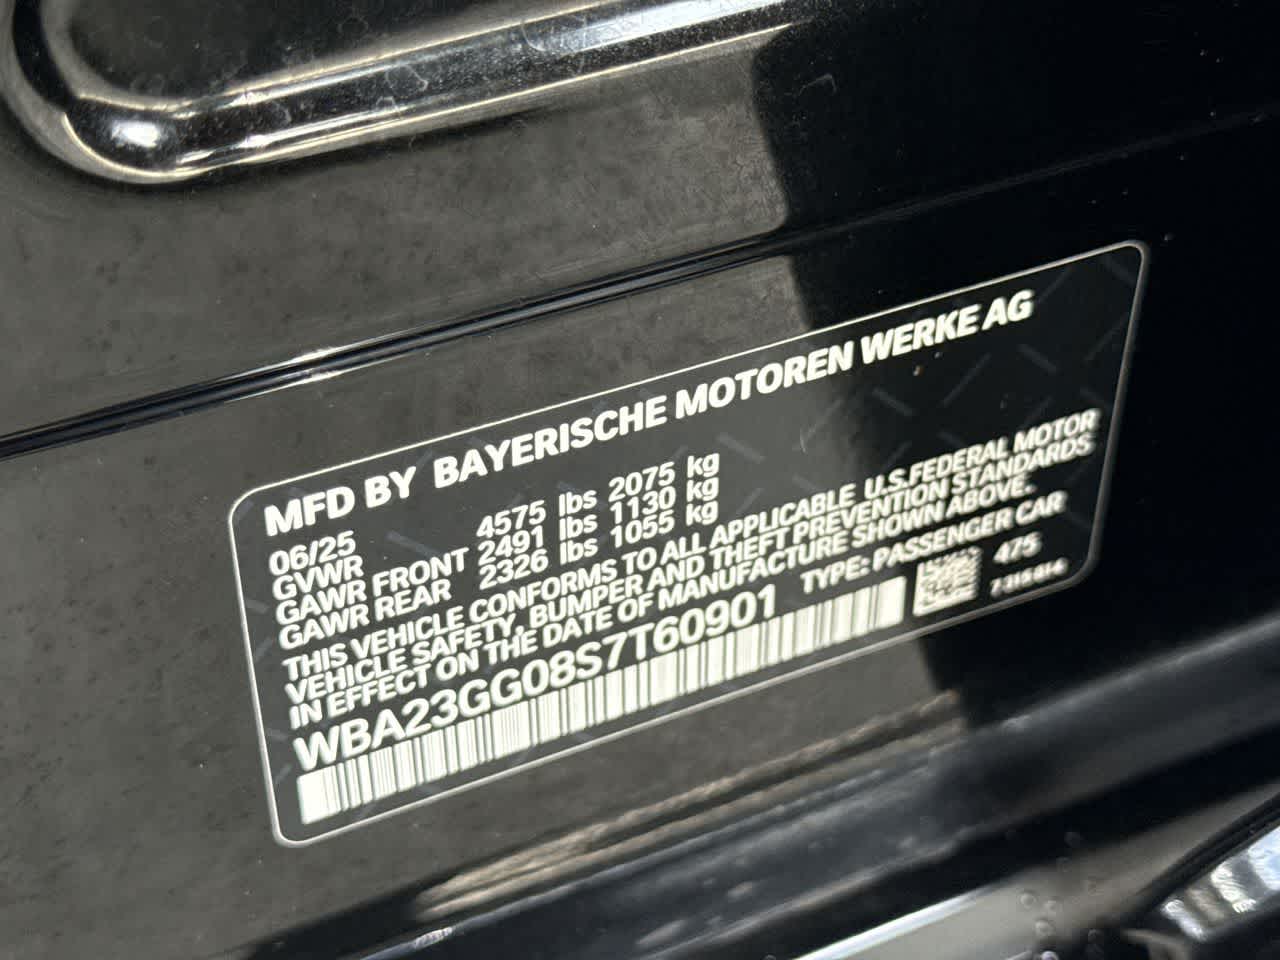 MFD BY BAYERISCHE MOTOREN WERKE AG
06/25
GVWR 4575 lbs 2075 kg
GAWR FRONT 2491 lbs 1130 kg
GAWR REAR 2326 lbs 1055 kg
THIS VEHICLE CONFORMS TO ALL APPLICABLE U.S.FEDERAL MOTOR
VEHICLE SAFETY, BUMPER AND THEFT PREVENTION STANDARDS
IN EFFECT ON THE DATE OF MANUFACTURE SHOWN ABOVE.
WBA23GG08S7T60901 TYPE: PASSENGER CAR
475